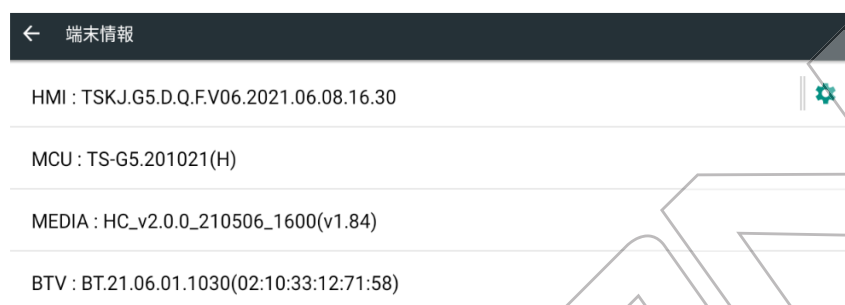 端末情報
HMI : TSKJ.G5.D.Q.F.V06.2021.06.08.16.30
MCU : TS-G5.201021(H)
MEDIA : HC_v2.0.0_210506_1600(v1.84)
BTV : BT.21.06.01.1030(02:10:33:12:71:58)